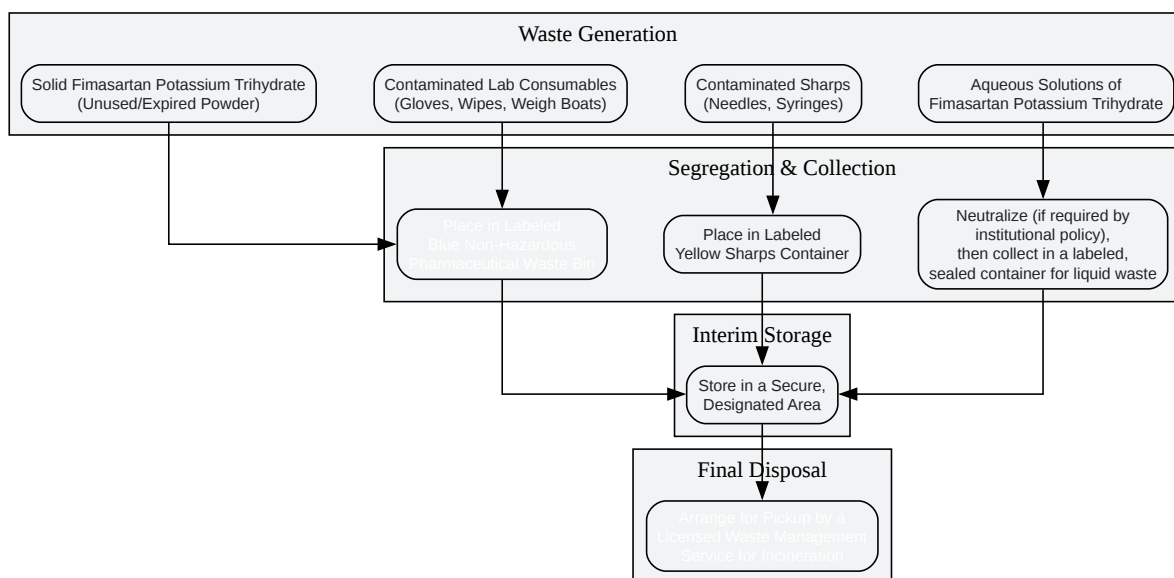 Waste Generation
Solid Fimasartan Potassium Trihydrate
(Unused/Expired Powder)
Contaminated Lab Consumables
(Gloves, Wipes, Weigh Boats)
Contaminated Sharps
(Needles, Syringes)
Aqueous Solutions of
Fimasartan Potassium Trihydrate
Segregation & Collection
Place in Labeled
Blue Non-Hazardous
Pharmaceutical Waste Bin
Place in Labeled
Yellow Sharps Container
Neutralize (if required by
institutional policy),
then collect in a labeled,
sealed container for liquid waste
Interim Storage
Store in a Secure,
Designated Area
Final Disposal
Arrange for Pickup by a
Licensed Waste Management
Service for Incineration